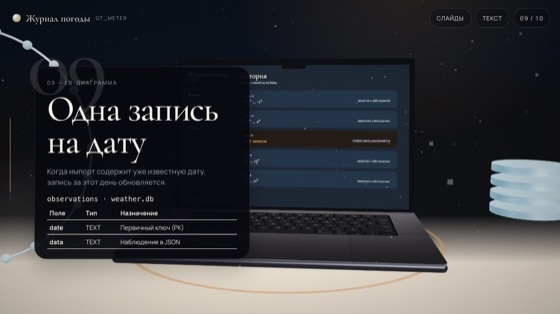 Журнал погоды
QT_METER
СЛАЙДЫ
ТЕКСТ
09 / 10
09
09 — ER-ДИАГРАММА
Одна запись
на дату
Когда импорт содержит уже известную дату,
запись за этот день обновляется.
observations · weather.db
Поле Тип Назначение
date TEXT Первичный ключ (PK)
data TEXT Наблюдение в JSON